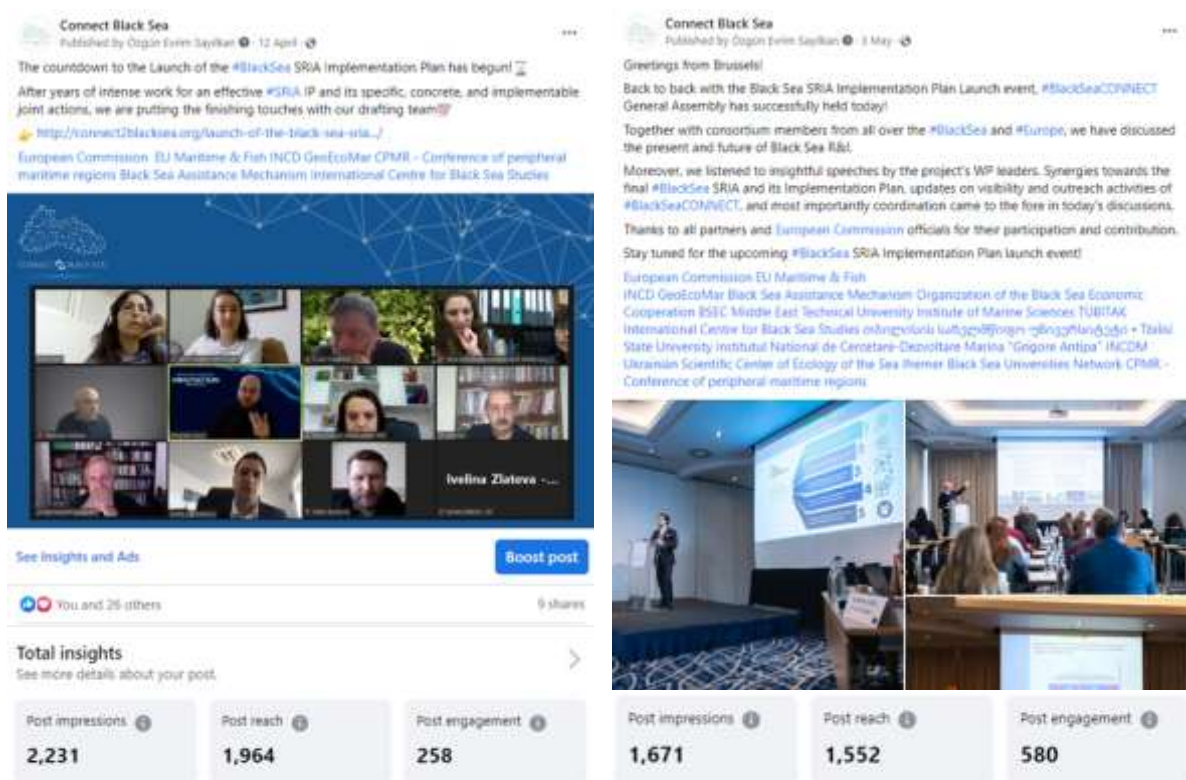 Connect Black Sea
Published by Özgün Evrim Sayılkan · 12 April ·
The countdown to the Launch of the #BlackSea SRIA Implementation Plan has begun! ⏳
After years of intense work for an effective #SRIA IP and its specific, concrete, and implementable
joint actions, we are putting the finishing touches with our drafting team💯
👉 http://connect2blacksea.org/launch-of-the-black-sea-sria.../
European Commission EU Maritime & Fish INCD GeoEcoMar CPMR - Conference of peripheral
maritime regions Black Sea Assistance Mechanism International Centre for Black Sea Studies
Ivelina Zlateva -...
See Insights and Ads
Boost post
You and 26 others
9 shares
Total insights
See more details about your post.
Post impressions
Post reach
Post engagement
2,231
1,964
258
Connect Black Sea
Published by Özgün Evrim Sayılkan · 3 May ·
Greetings from Brussels!
Back to back with the Black Sea SRIA Implementation Plan Launch event, #BlackSeaCONNECT
General Assembly has successfully held today!
Together with consortium members from all over the #BlackSea and #Europe, we have discussed
the present and future of Black Sea R&I.
Moreover, we listened to insightful speeches by the project's WP leaders. Synergies towards the
final #BlackSea SRIA and its Implementation Plan, updates on visibility and outreach activities of
#BlackSeaCONNECT, and most importantly coordination came to the fore in today's discussions.
Thanks to all partners and European Commission officials for their participation and contribution.
Stay tuned for the upcoming #BlackSea SRIA Implementation Plan launch event!
European Commission EU Maritime & Fish
INCD GeoEcoMar Black Sea Assistance Mechanism Organization of the Black Sea Economic
Cooperation BSEC Middle East Technical University Institute of Marine Sciences TÜBİTAK
International Centre for Black Sea Studies თბილისის სახელმწიფო უნივერსიტეტი • Tbilisi
State University Institutul National de Cercetare-Dezvoltare Marina "Grigore Antipa" INCDM
Ukrainian Scientific Center of Ecology of the Sea Ifremer Black Sea Universities Network CPMR -
Conference of peripheral maritime regions
Post impressions
Post reach
Post engagement
1,671
1,552
580